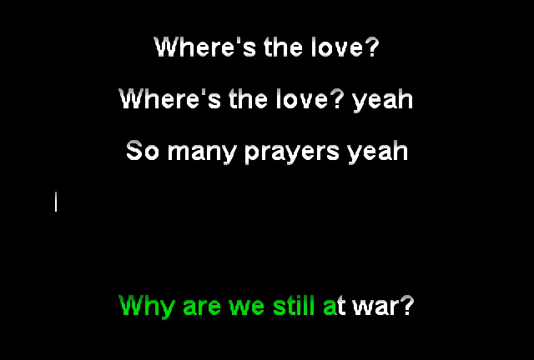 Where's the love?
Where's the love? yeah
So many prayers yeah
Why are we still at war?